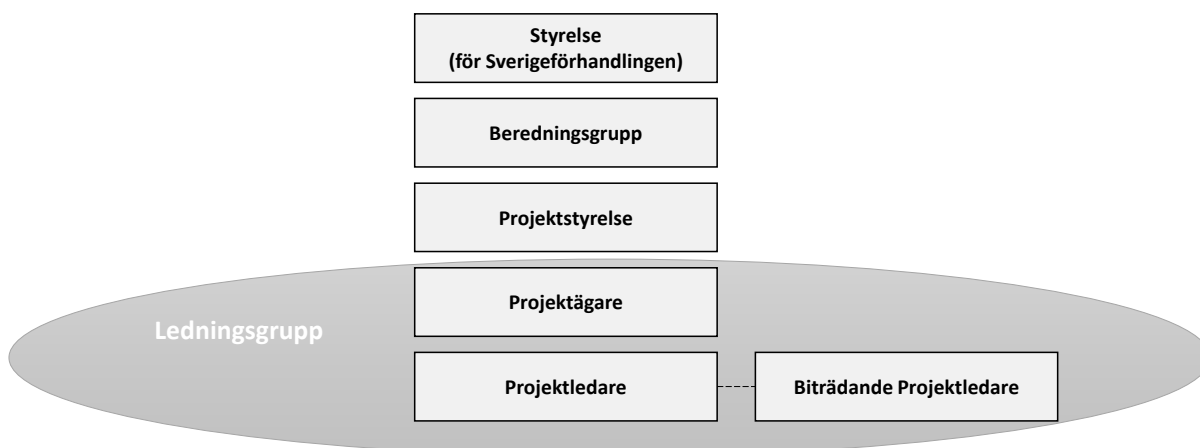 Styrelse
(för Sverigeförhandlingen)
Beredningsgrupp
Projektstyrelse
Projektägare
Ledningsgrupp
Projektledare
Biträdande Projektledare